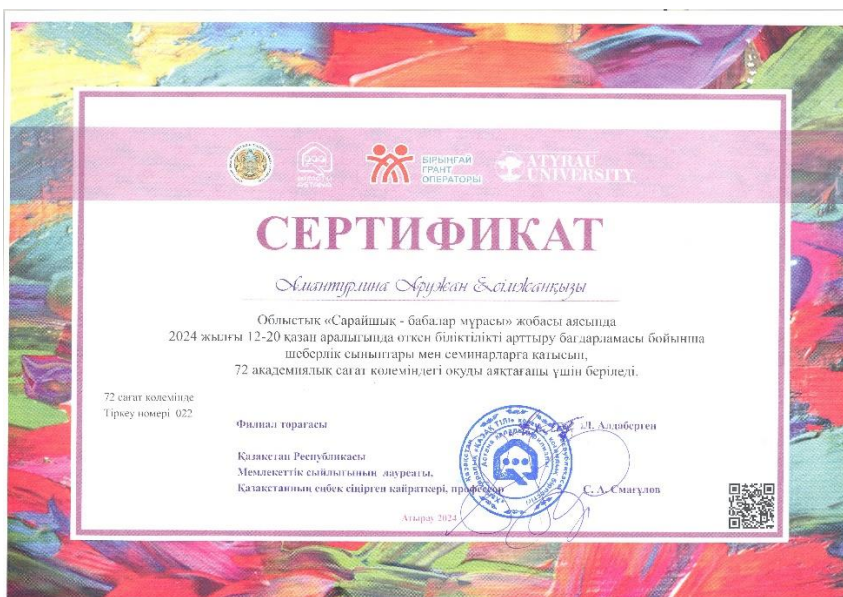 БІРЫҢҒАЙ
ГРАНТ
ОПЕРАТОРЫ
ATYRAU
UNIVERSITY
СЕРТИФИКАТ
Амантурлина Аружан Есімжанқызы
Облыстық «Сарайшық - бабалар мұрасы» жобасы аясында
2024 жылғы 12-20 қазан аралығында өткен біліктілікті арттыру бағдарламасы бойынша
шеберлік сыныптары мен семинарларға қатысып,
72 академиялық сағат көлеміндегі оқуды аяқтағаны үшін беріледі.
72 сағат көлемінде
Тіркеу номері 022
Филиал төрағасы
Л. Алдаберген
Қазақстан Республикасы
Мемлекеттік сыйлығының лауреаты,
Қазақстанның еңбек сіңірген қайраткері, профессор
С. А. Смағұлов
Атырау 2024